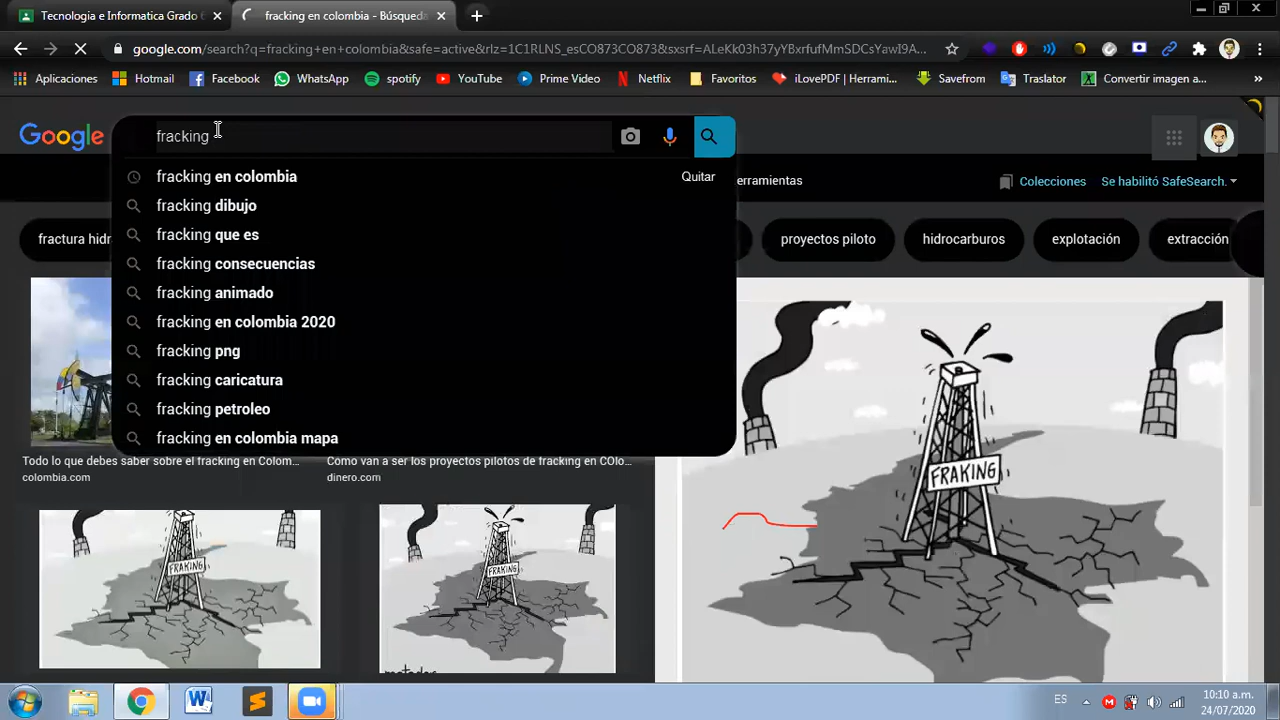 Tecnologia e Informatica Grado 6
fracking en colombia - Búsqueda
google.com/search?q=fracking+en+colombia&safe=active&rlz=1C1RLNS_esCO873CO873&sxsrf=ALeKk03h37yYBxrfufMmSDCsYawI9A...
Aplicaciones Hotmail Facebook WhatsApp spotify YouTube Prime Video Netflix Favoritos iLovePDF | Herrami... Savefrom Traslator Convertir imagen a... »
Google
fracking
fracking en colombia Quitar
fracking dibujo
fracking que es
fracking consecuencias
fracking animado
fracking en colombia 2020
fracking png
fracking caricatura
fracking petroleo
fracking en colombia mapa
erramientas
Colecciones Se habilitó SafeSearch.
fractura hidr
proyectos piloto hidrocarburos explotación extracción
Todo lo que debes saber sobre el fracking en Colom...
colombia.com
Cómo van a ser los proyectos pilotos de fracking en COlo...
dinero.com
FRAKING
FRAKING
FRAKING
ES
10:10 a.m.
24/07/2020